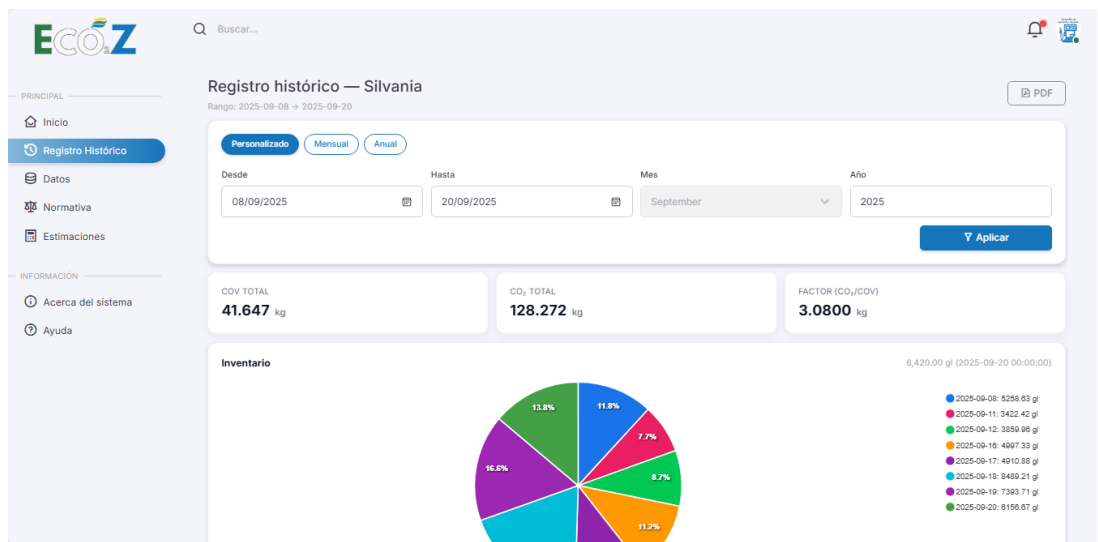 ECO₂Z
Buscar...
PRINCIPAL
Inicio
Registro Histórico
Datos
Normativa
Estimaciones
INFORMACIÓN
Acerca del sistema
Ayuda
Registro histórico — Silvania
Rango: 2025-09-08 → 2025-09-20
PDF
Personalizado Mensual Anual
Desde Hasta Mes Año
08/09/2025 20/09/2025 September 2025
Aplicar
COV TOTAL
41.647 kg
CO₂ TOTAL
128.272 kg
FACTOR (CO₂/COV)
3.0800 kg
Inventario
6,420.00 gl (2025-09-20 00:00:00)
13.8% 11.8%
7.7%
16.6% 8.7%
11.2%
2025-09-08: 5258.63 gl
2025-09-11: 3422.42 gl
2025-09-12: 3859.96 gl
2025-09-16: 4997.33 gl
2025-09-17: 4910.88 gl
2025-09-18: 8489.21 gl
2025-09-19: 7393.71 gl
2025-09-20: 6156.67 gl